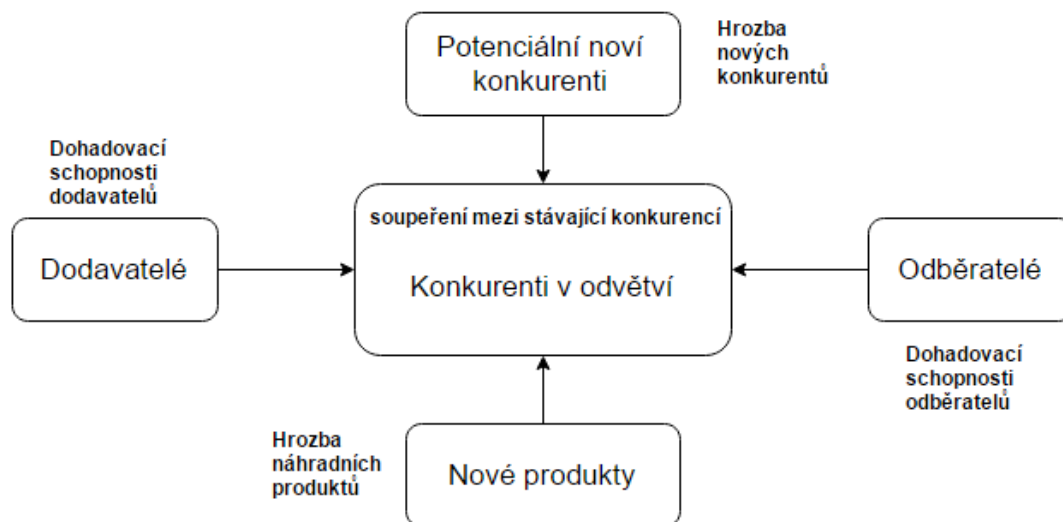 Potenciální noví
konkurenti
Hrozba
nových
konkurentů
Dohadovací
schopnosti
dodavatelů
Dodavatelé
soupeření mezi stávající konkurencí
Konkurenti v odvětví
Odběratelé
Dohadovací
schopnosti
odběratelů
Hrozba
náhradních
produktů
Nové produkty